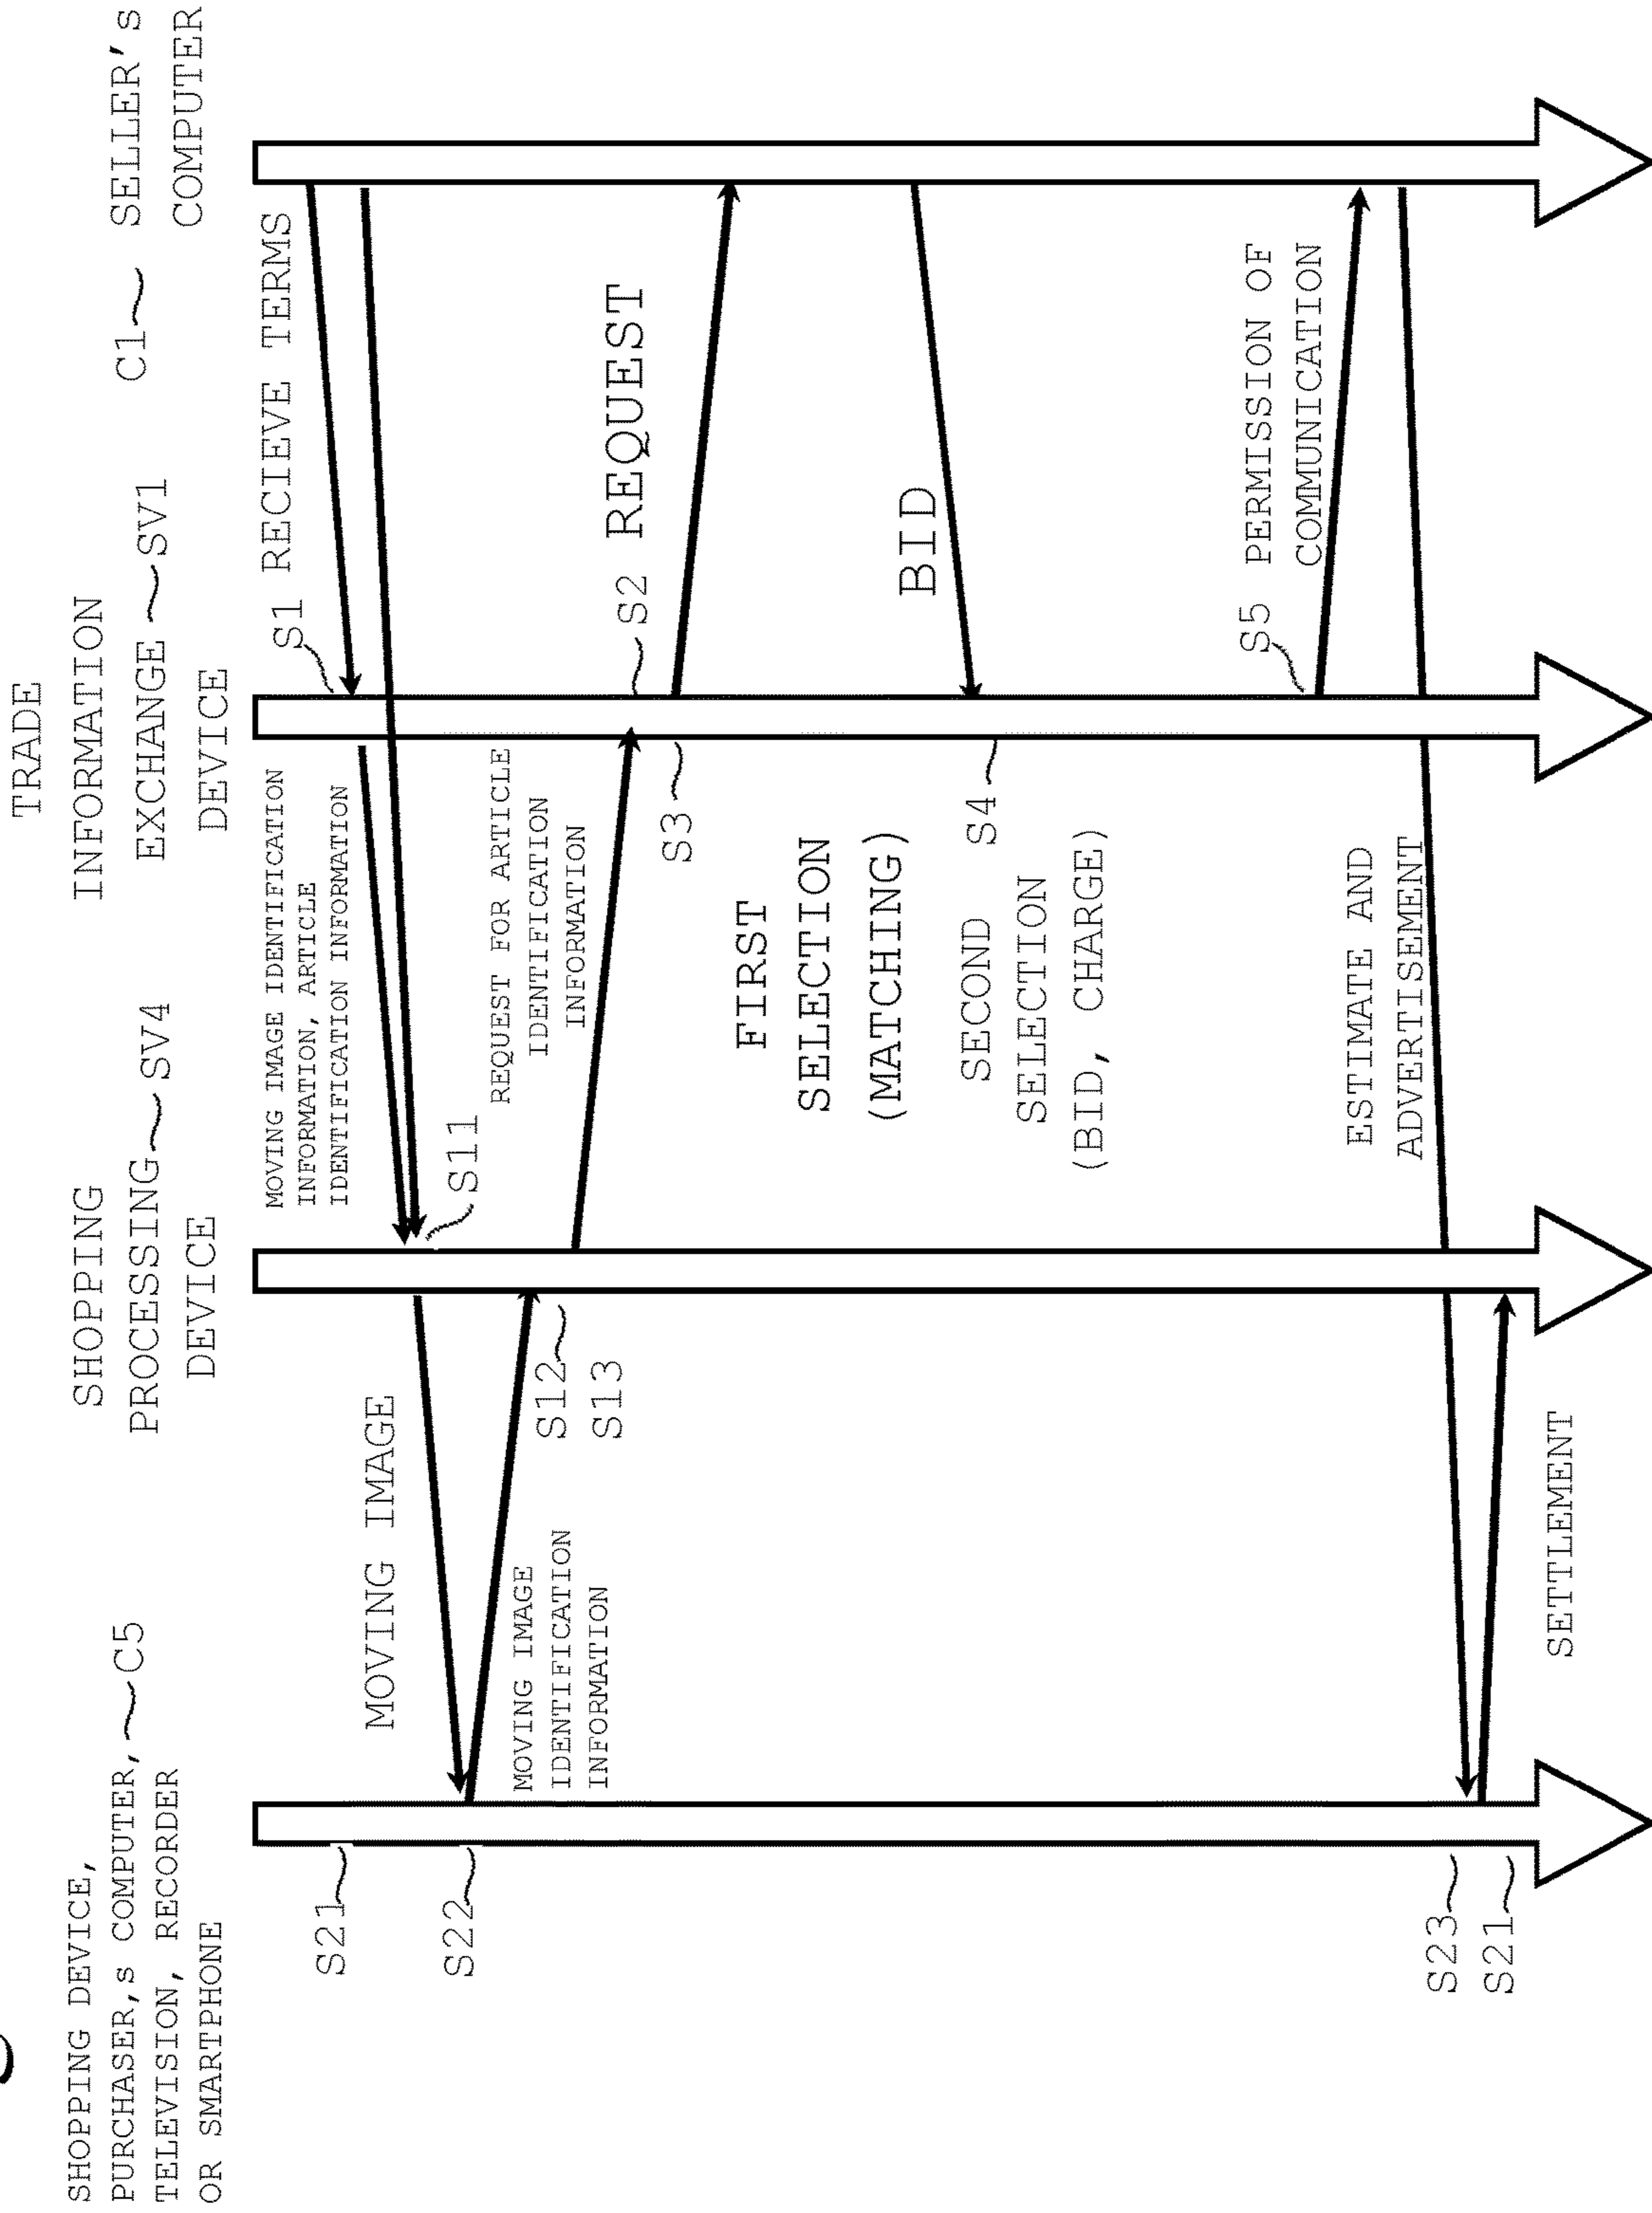 SHOPPING DEVICE,
PURCHASER,s COMPUTER, C5
TELEVISION, RECORDER
OR SMARTPHONE
SHOPPING
PROCESSING SV4
DEVICE
TRADE
INFORMATION
EXCHANGE SV1
DEVICE
C1 SELLER's
COMPUTER
S1 RECIEVE TERMS
MOVING IMAGE IDENTIFICATION
INFORMATION, ARTICLE
IDENTIFICATION INFORMATION
S21
MOVING IMAGE
S11
S22
REQUEST FOR ARTICLE
IDENTIFICATION
INFORMATION
MOVING IMAGE
IDENTIFICATION
INFORMATION
S12
S13
S2 REQUEST
S3
FIRST
SELECTION
(MATCHING)
BID
S4
SECOND
SELECTION
(BID, CHARGE)
S5 PERMISSION OF
COMMUNICATION
ESTIMATE AND
ADVERTISEMENT
S23
S21
SETTLEMENT